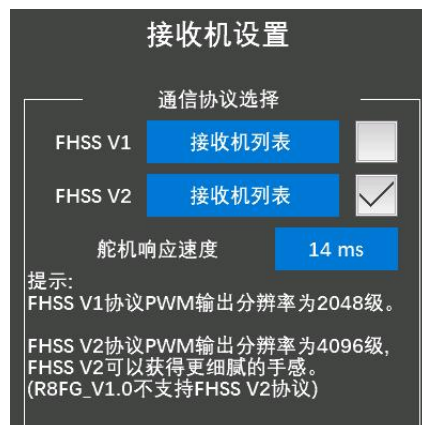 接收机设置
通信协议选择
FHSS V1 接收机列表
FHSS V2 接收机列表
舵机响应速度 14 ms
提示:
FHSS V1协议PWM输出分辨率为2048级。
FHSS V2协议PWM输出分辨率为4096级,
FHSS V2可以获得更细腻的手感。
(R8FG_V1.0不支持FHSS V2协议)